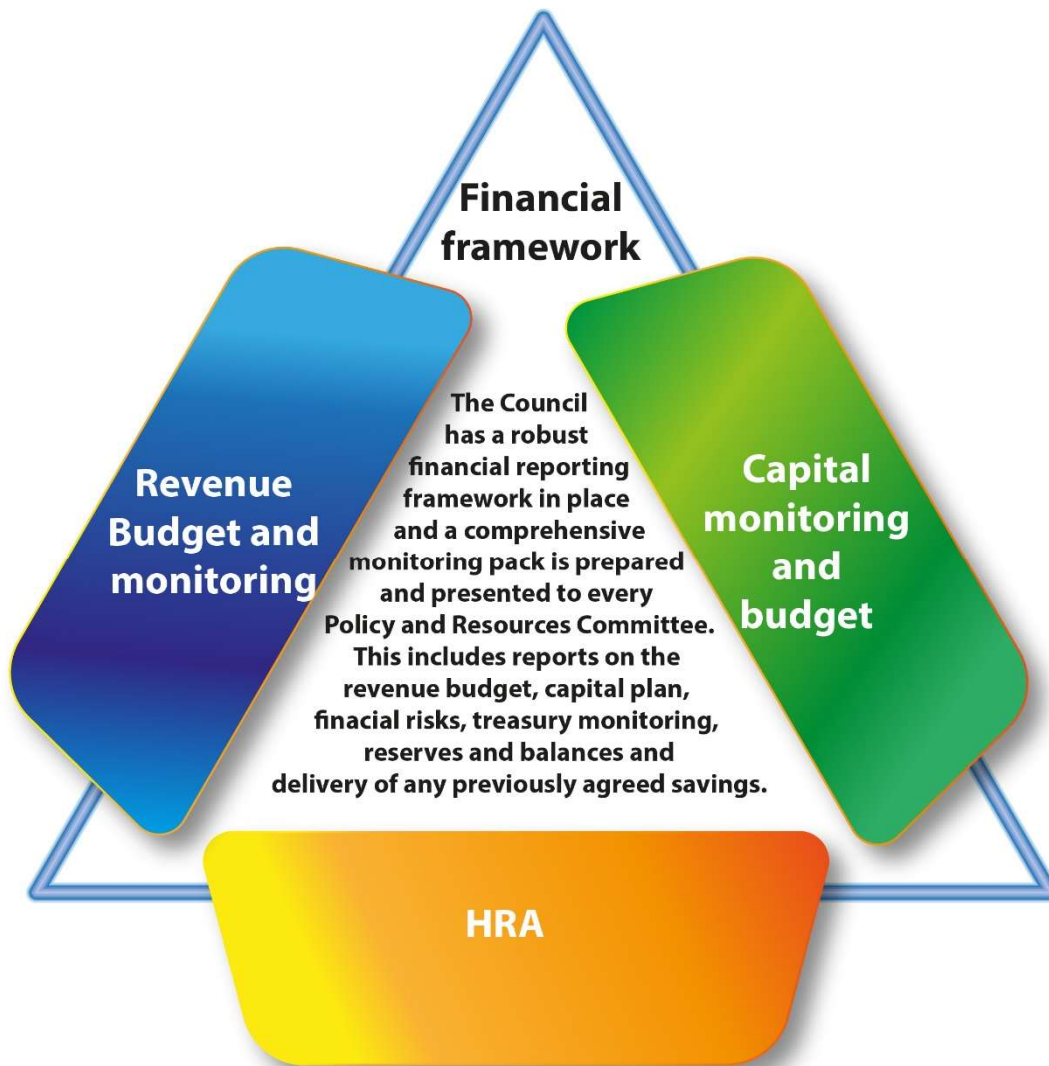 Financial
framework
Revenue
Budget and
monitoring
The Council
has a robust
financial reporting
framework in place
and a comprehensive
monitoring pack is prepared
and presented to every
Policy and Resources Committee.
This includes reports on the
revenue budget, capital plan,
finacial risks, treasury monitoring,
reserves and balances and
delivery of any previously agreed savings.
Capital
monitoring
and
budget
HRA